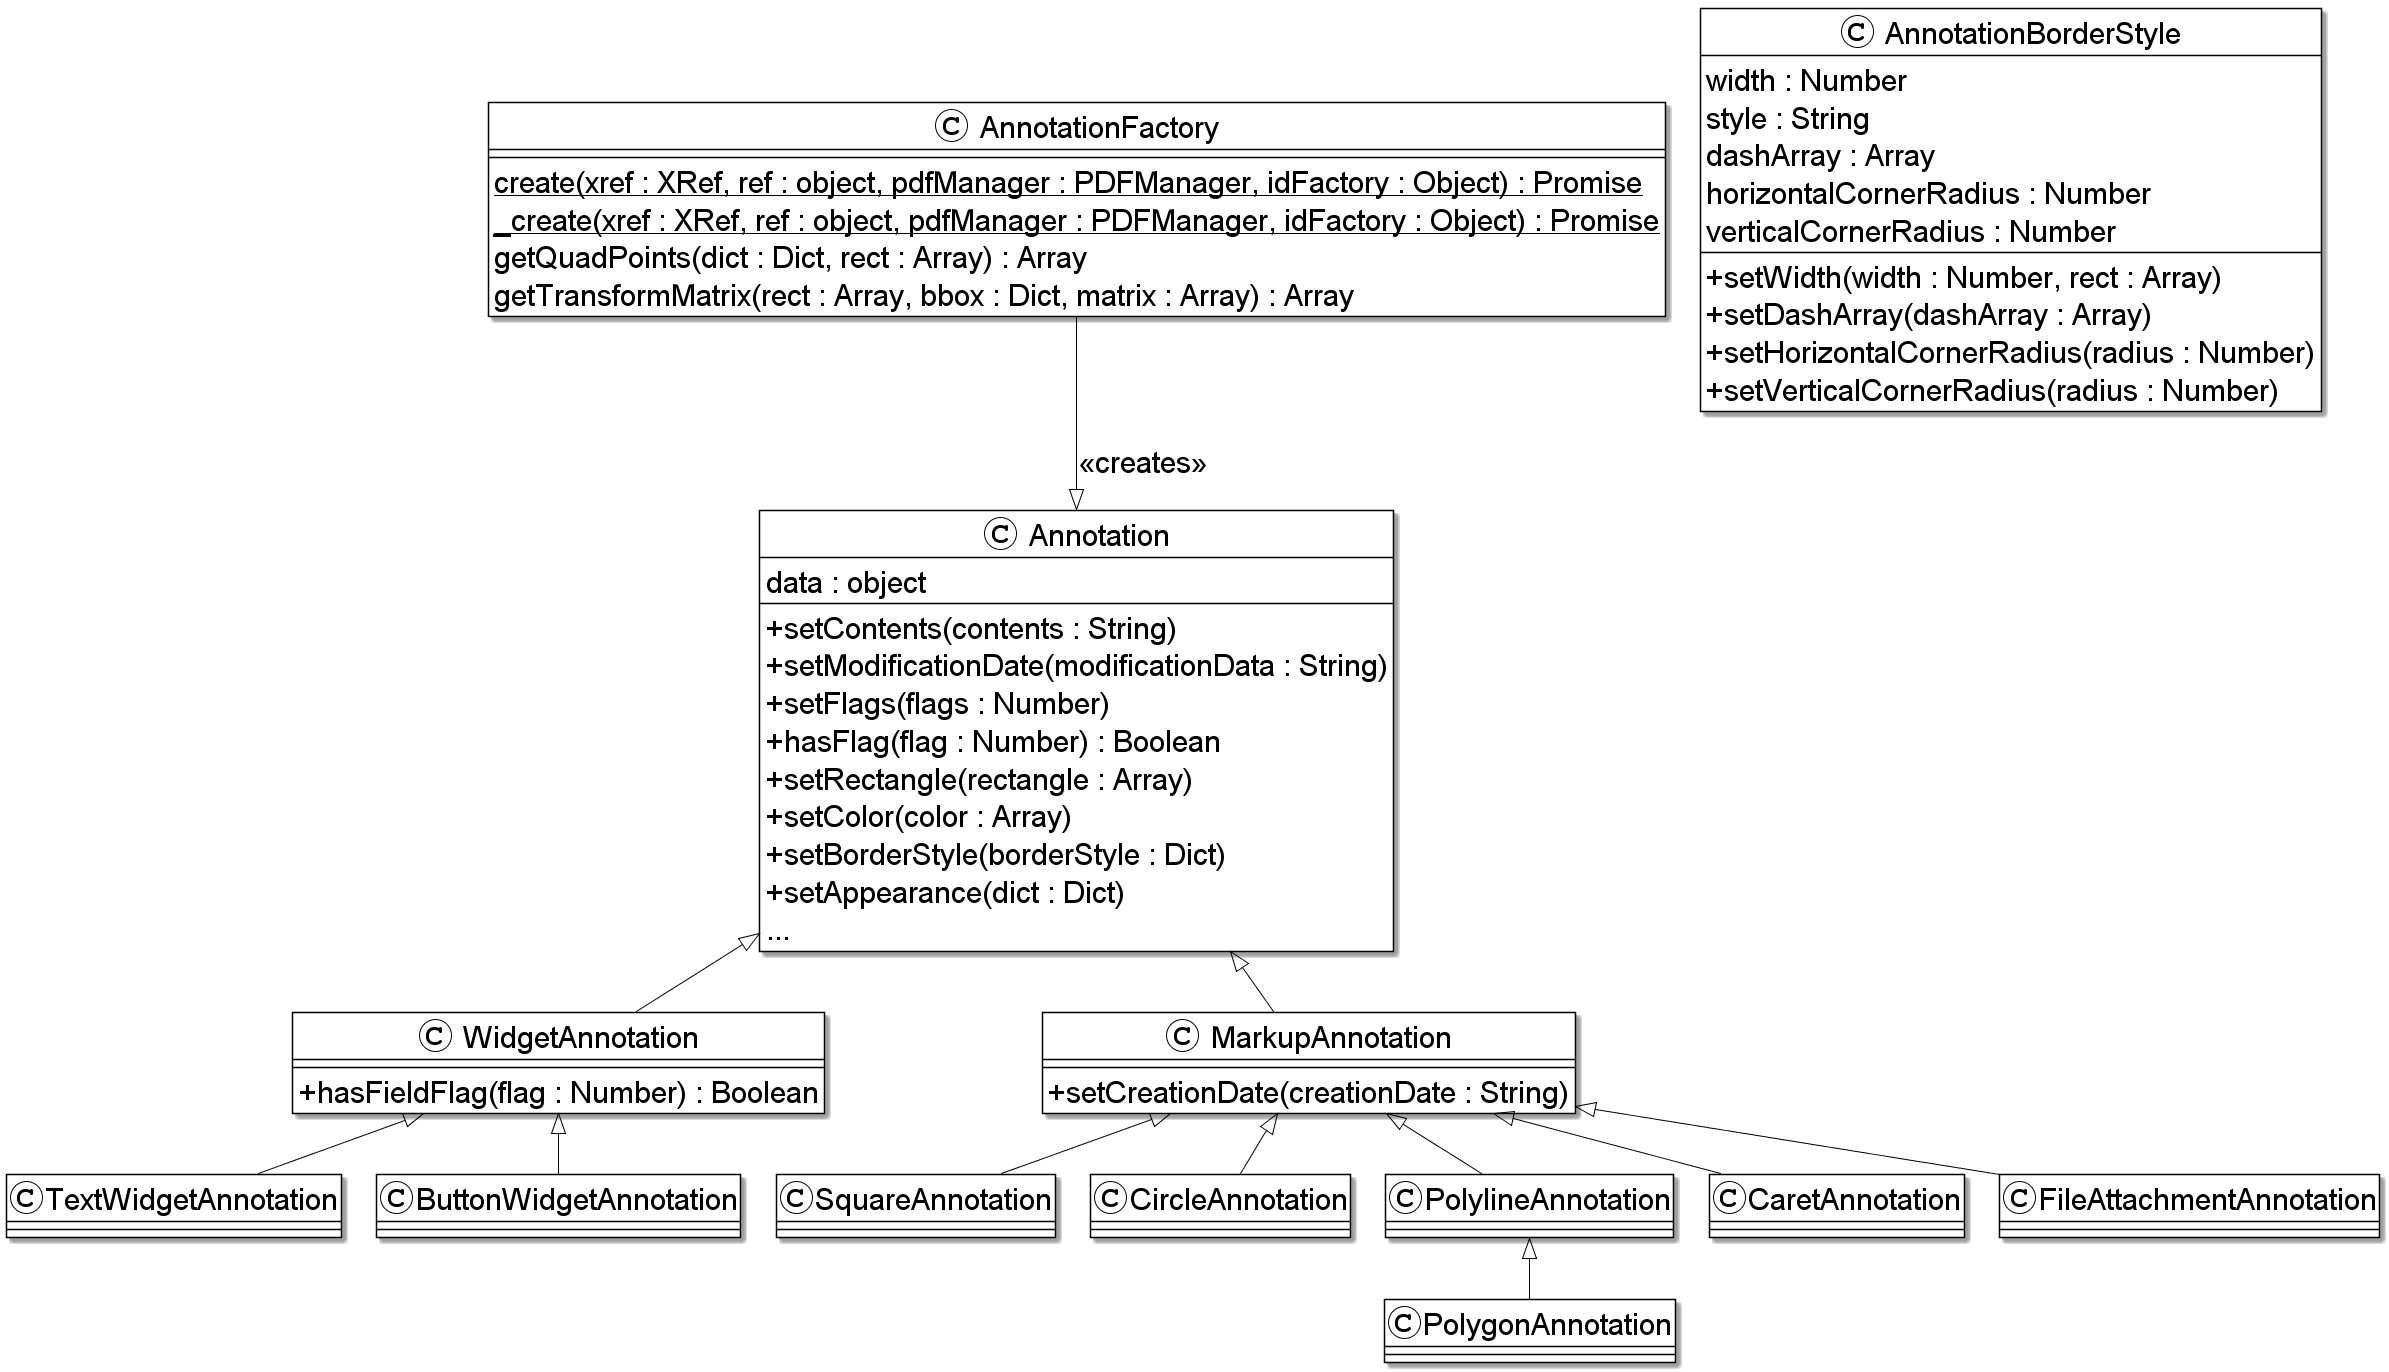 C AnnotationBorderStyle
width : Number
style : String
dashArray : Array
horizontalCornerRadius : Number
verticalCornerRadius : Number
+setWidth(width : Number, rect : Array)
+setDashArray(dashArray : Array)
+setHorizontalCornerRadius(radius : Number)
+setVerticalCornerRadius(radius : Number)
C AnnotationFactory
create(xref : XRef, ref : object, pdfManager : PDFManager, idFactory : Object) : Promise
_create(xref : XRef, ref : object, pdfManager : PDFManager, idFactory : Object) : Promise
getQuadPoints(dict : Dict, rect : Array) : Array
getTransformMatrix(rect : Array, bbox : Dict, matrix : Array) : Array
«creates»
C Annotation
data : object
+setContents(contents : String)
+setModificationDate(modificationData : String)
+setFlags(flags : Number)
+hasFlag(flag : Number) : Boolean
+setRectangle(rectangle : Array)
+setColor(color : Array)
+setBorderStyle(borderStyle : Dict)
+setAppearance(dict : Dict)
...
C WidgetAnnotation
+hasFieldFlag(flag : Number) : Boolean
C MarkupAnnotation
+setCreationDate(creationDate : String)
C TextWidgetAnnotation
C ButtonWidgetAnnotation
C SquareAnnotation
C CircleAnnotation
C PolylineAnnotation
C CaretAnnotation
C FileAttachmentAnnotation
C PolygonAnnotation